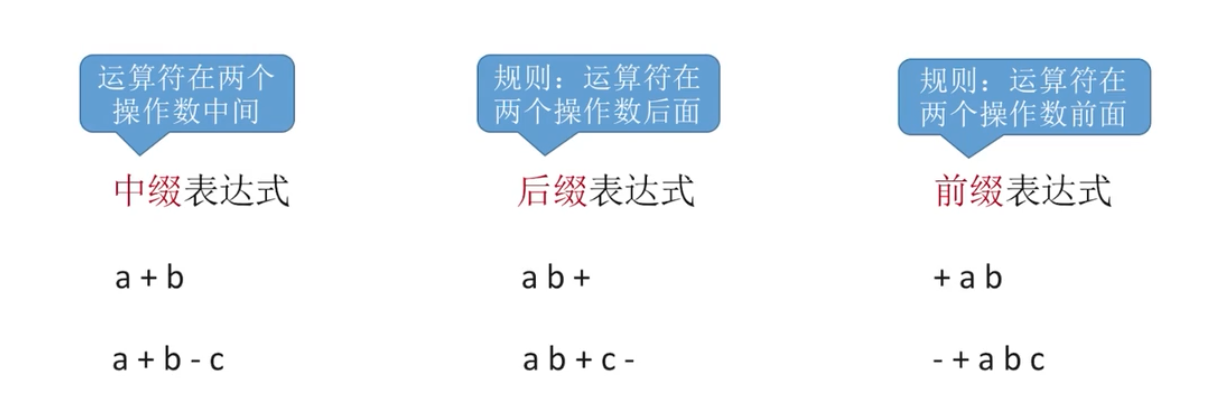 运算符在两个
操作数中间
规则：运算符在
两个操作数后面
规则：运算符在
两个操作数前面
中缀表达式
后缀表达式
前缀表达式
a + b
a b +
+ a b
a + b - c
a b + c -
- + a b c